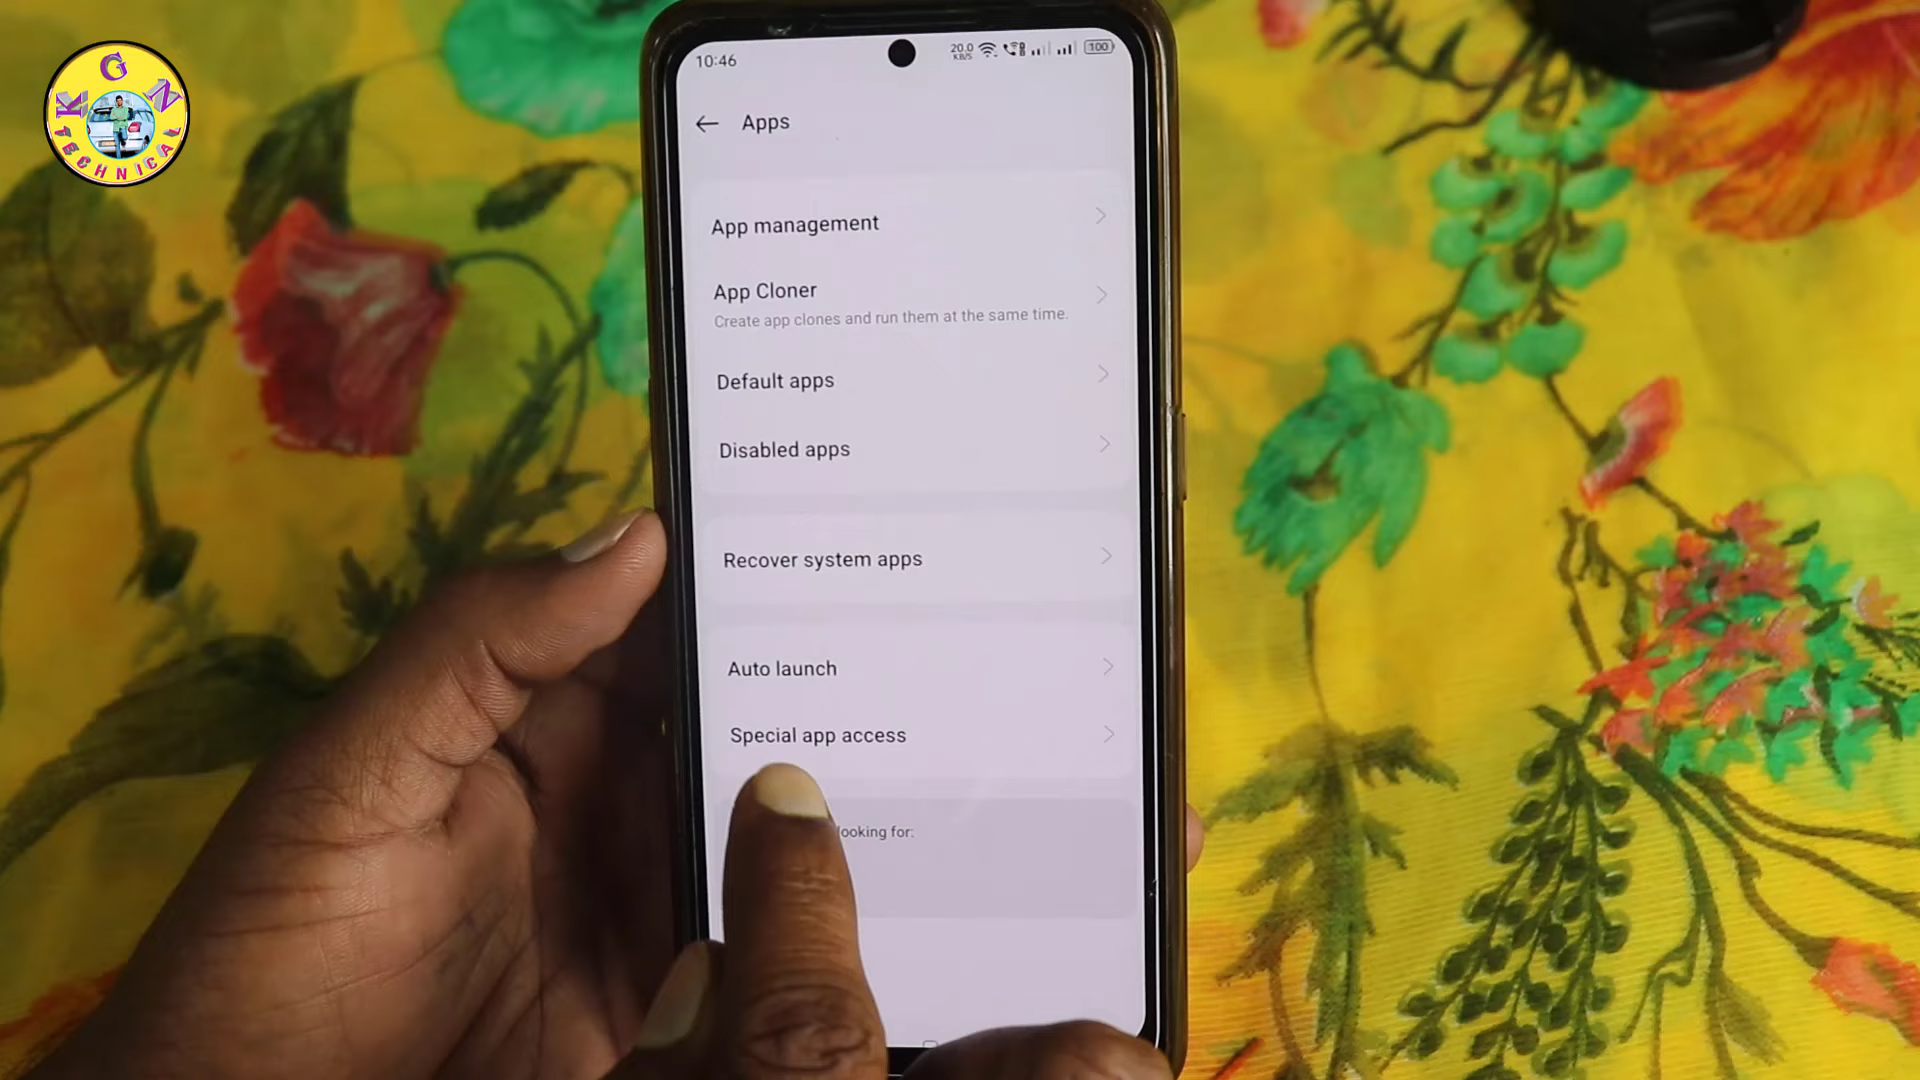 KGN
TECHNICAL
10:46
20.0
KB/S
100
Apps
App management
App Cloner
Create app clones and run them at the same time.
Default apps
Disabled apps
Recover system apps
Auto launch
Special app access
looking for: